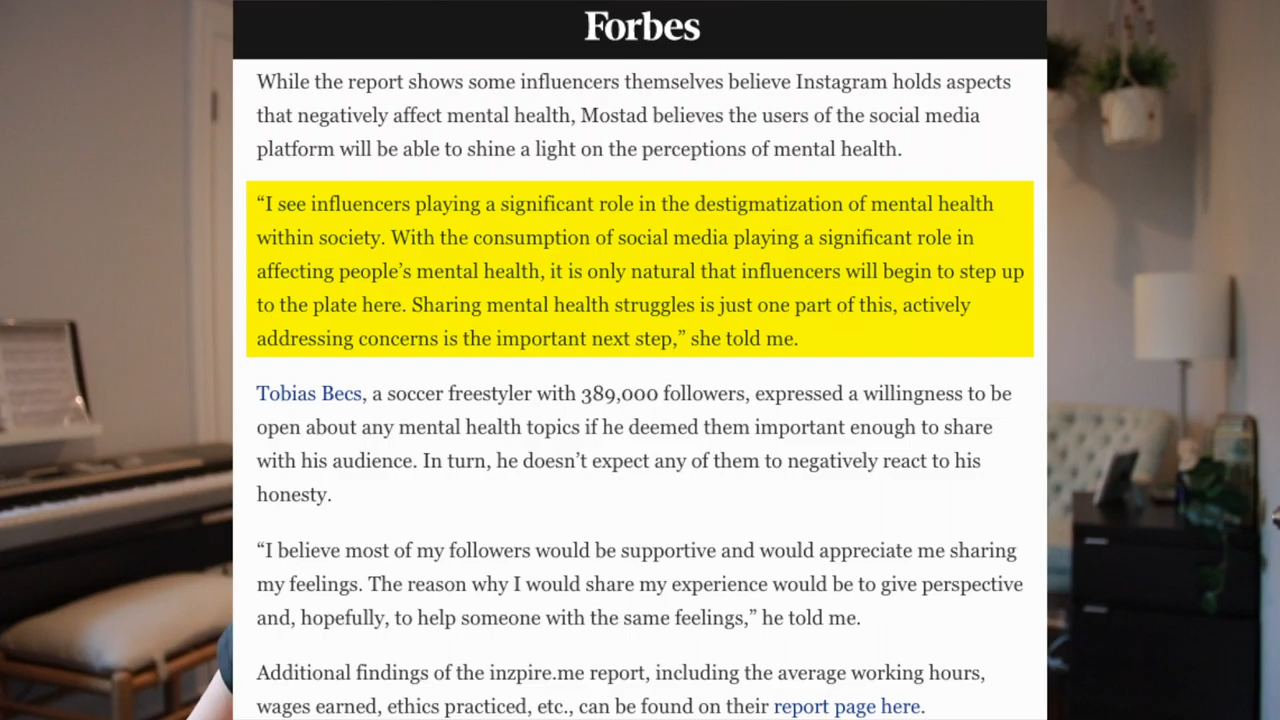 Forbes
While the report shows some influencers themselves believe Instagram holds aspects
that negatively affect mental health, Mostad believes the users of the social media
platform will be able to shine a light on the perceptions of mental health.
“I see influencers playing a significant role in the destigmatization of mental health
within society. With the consumption of social media playing a significant role in
affecting people’s mental health, it is only natural that influencers will begin to step up
to the plate here. Sharing mental health struggles is just one part of this, actively
addressing concerns is the important next step,” she told me.
Tobias Becs, a soccer freestyler with 389,000 followers, expressed a willingness to be
open about any mental health topics if he deemed them important enough to share
with his audience. In turn, he doesn’t expect any of them to negatively react to his
honesty.
“I believe most of my followers would be supportive and would appreciate me sharing
my feelings. The reason why I would share my experience would be to give perspective
and, hopefully, to help someone with the same feelings,” he told me.
Additional findings of the inzpire.me report, including the average working hours,
wages earned, ethics practiced, etc., can be found on their report page here.